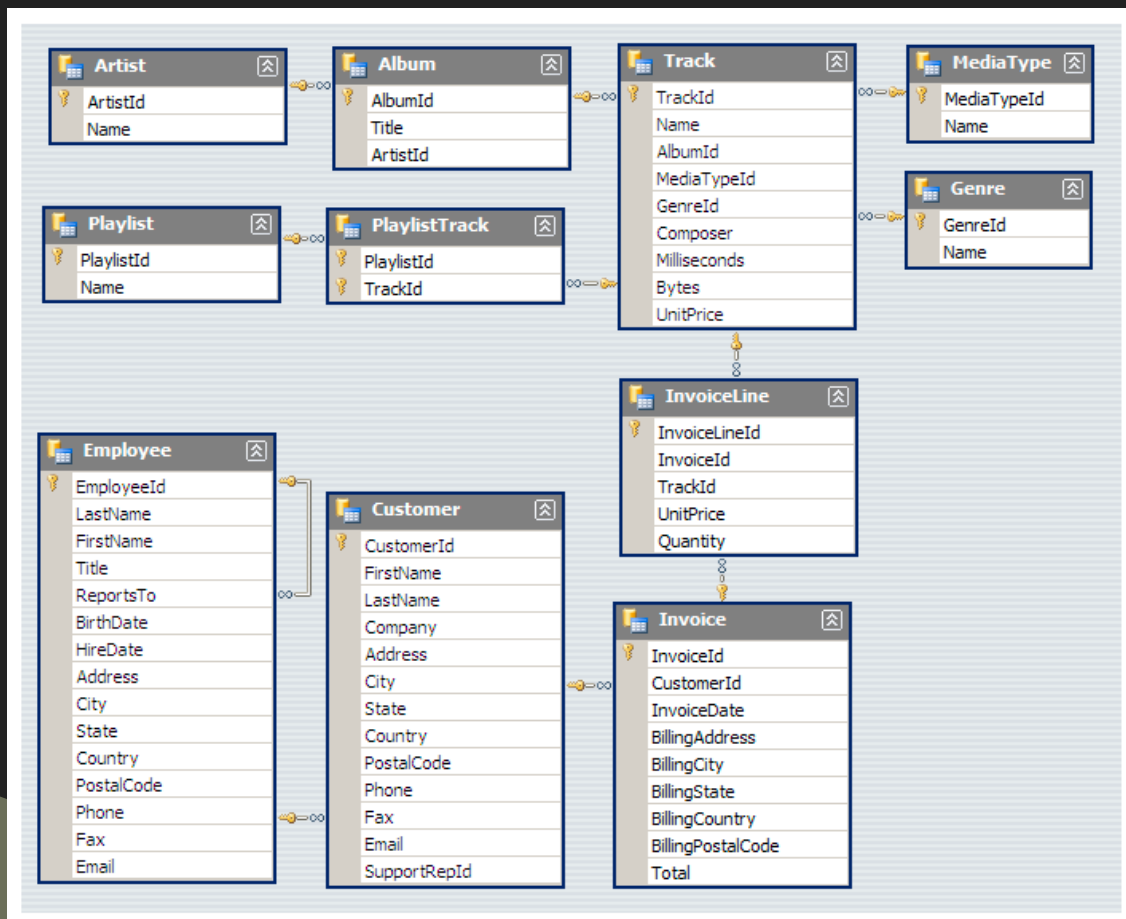 Artist
ArtistId
Name
Album
AlbumId
Title
ArtistId
Track
TrackId
Name
AlbumId
MediaTypeId
GenreId
Composer
Milliseconds
Bytes
UnitPrice
MediaType
MediaTypeId
Name
Genre
GenreId
Name
Playlist
PlaylistId
Name
PlaylistTrack
PlaylistId
TrackId
InvoiceLine
InvoiceLineId
InvoiceId
TrackId
UnitPrice
Quantity
Employee
EmployeeId
LastName
FirstName
Title
ReportsTo
BirthDate
HireDate
Address
City
State
Country
PostalCode
Phone
Fax
Email
Customer
CustomerId
FirstName
LastName
Company
Address
City
State
Country
PostalCode
Phone
Fax
Email
SupportRepId
Invoice
InvoiceId
CustomerId
InvoiceDate
BillingAddress
BillingCity
BillingState
BillingCountry
BillingPostalCode
Total